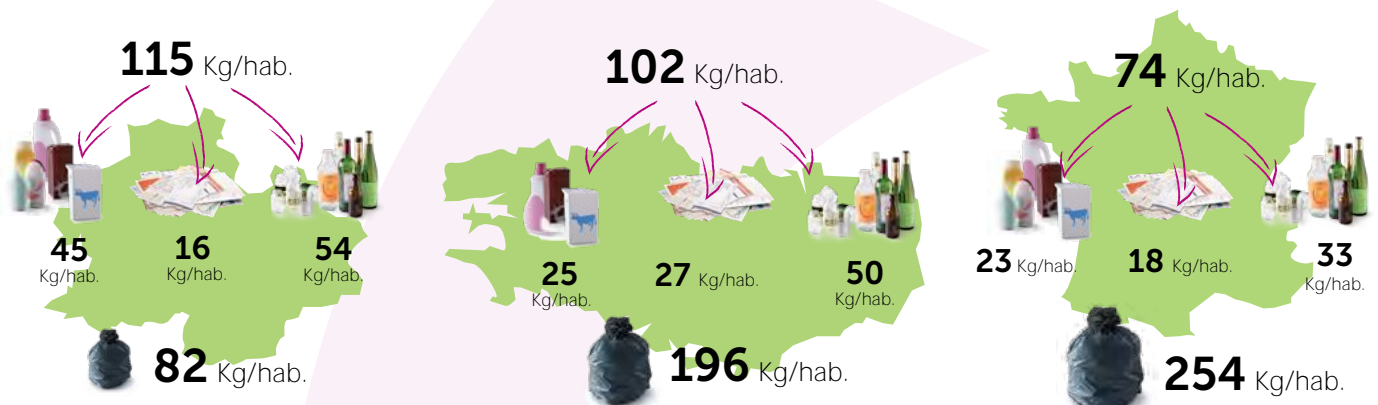 115 Kg/hab.
45
Kg/hab.
16
Kg/hab.
54
Kg/hab.
82 Kg/hab.
102 Kg/hab.
25
Kg/hab.
27 Kg/hab.
50
Kg/hab.
196 Kg/hab.
74 Kg/hab.
23 Kg/hab.
18 Kg/hab.
33
Kg/hab.
254 Kg/hab.